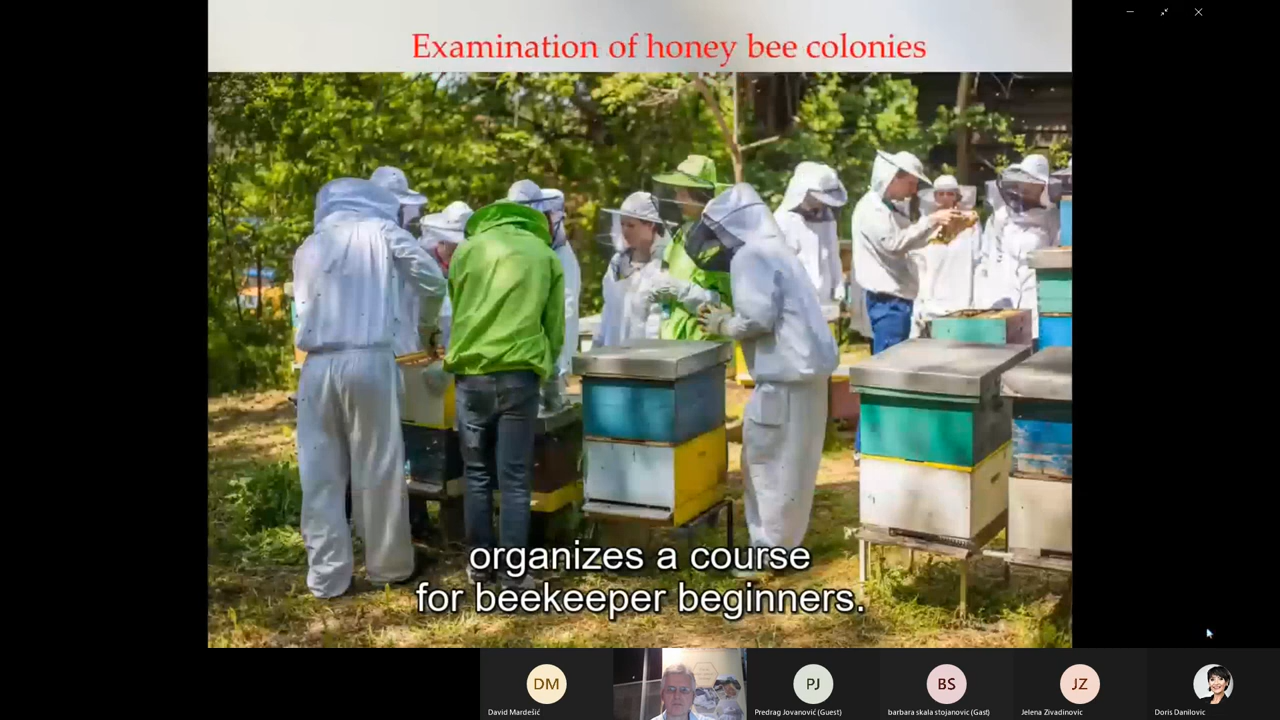 Examination of honey bee colonies
organizes a course
for beekeeper beginners.
DM
PJ
BS
JZ
David Mardešić
Predrag Jovanović (Guest)
barbara skala stojanovic (Gast)
Jelena Zivadinovic
Doris Danilovic